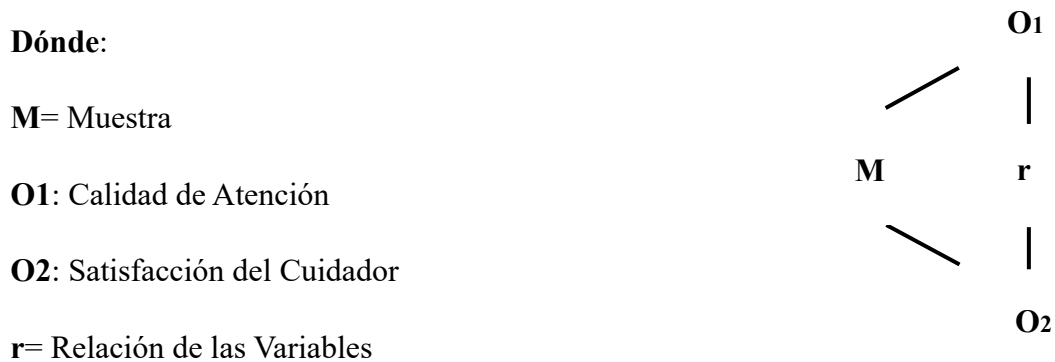 Dónde:
M= Muestra
O1: Calidad de Atención
O2: Satisfacción del Cuidador
r= Relación de las Variables
O1
M r
O2